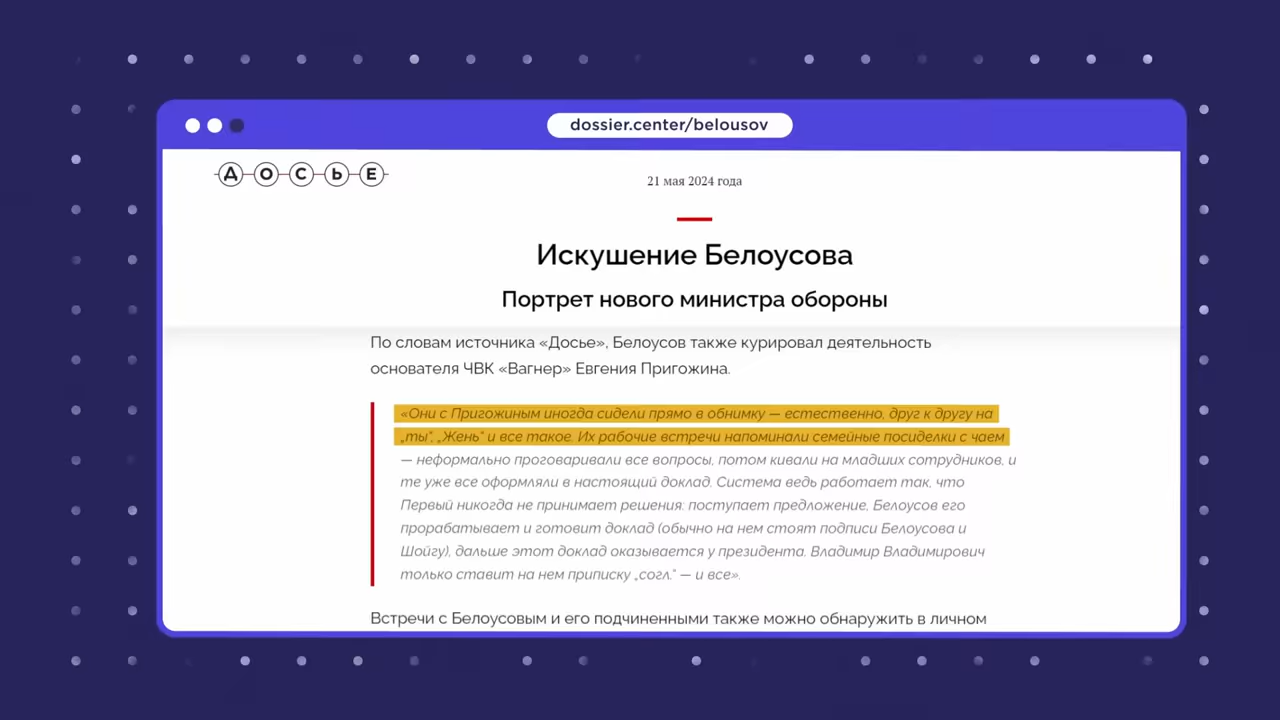 dossier.center/belousov
ДОСЬЕ
21 мая 2024 года
Искушение Белоусова
Портрет нового министра обороны
По словам источника «Досье», Белоусов также курировал деятельность
основателя ЧВК «Вагнер» Евгения Пригожина.
«Они с Пригожиным иногда сидели прямо в обнимку — естественно, друг к другу на
„ты“, „Жень“ и все такое. Их рабочие встречи напоминали семейные посиделки с чаем
— неформально проговаривали все вопросы, потом кивали на младших сотрудников, и
те уже все оформляли в настоящий доклад. Система ведь работает так, что
Первый никогда не принимает решения: поступает предложение, Белоусов его
прорабатывает и готовит доклад (обычно на нем стоят подписи Белоусова и
Шойгу), дальше этот доклад оказывается у президента. Владимир Владимирович
только ставит на нем приписку „согл.“ — и все».
Встречи с Белоусовым и его подчиненными также можно обнаружить в личном